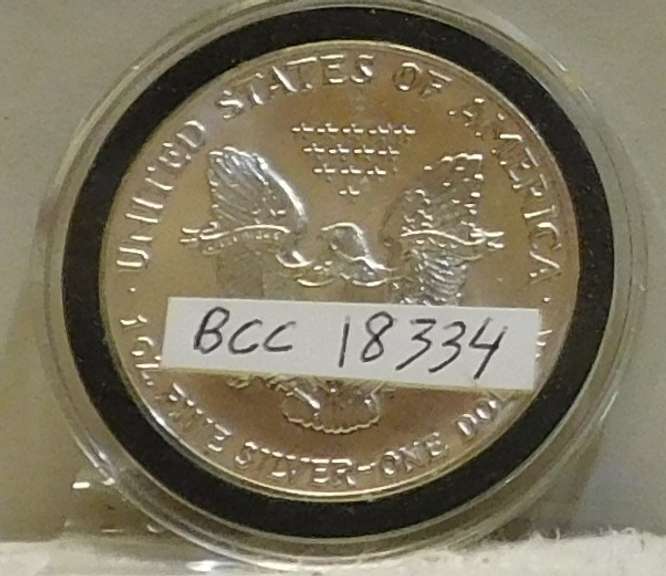 UNITED STATES OF AMERICA
BCC 18334
1 OZ. FINE SILVER-ONE DO